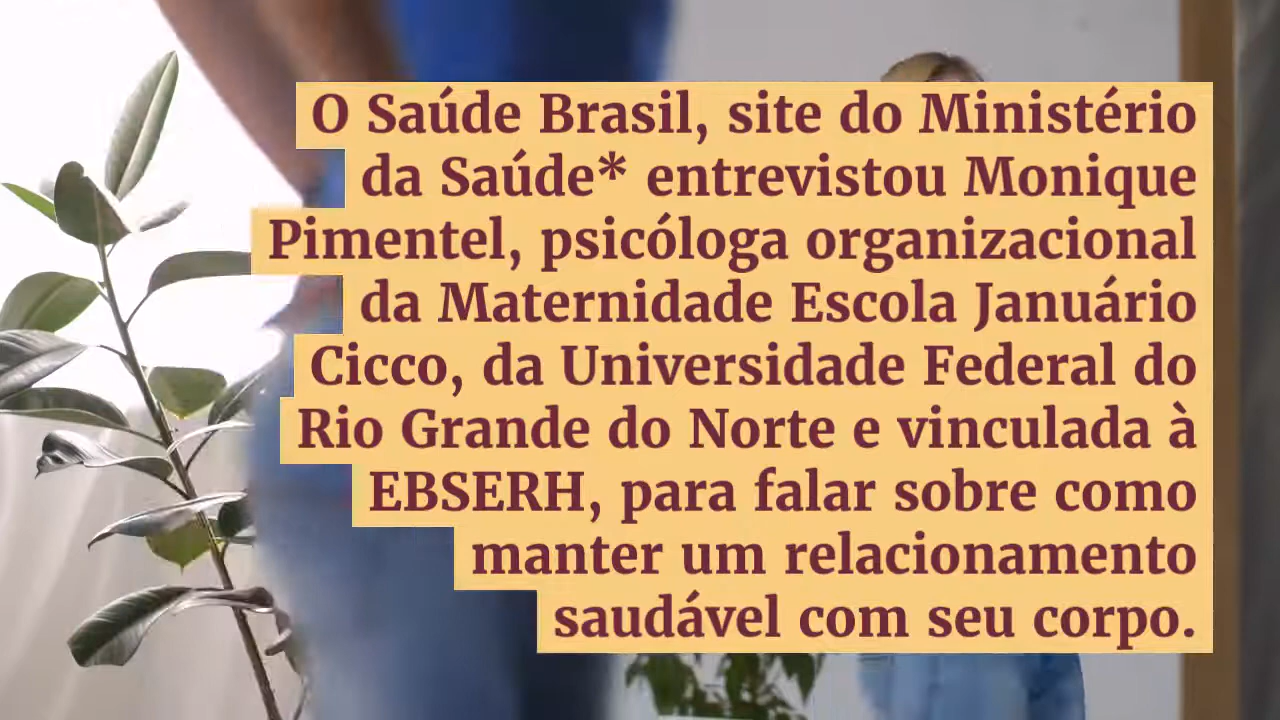 O Saúde Brasil, site do Ministério
da Saúde* entrevistou Monique
Pimentel, psicóloga organizacional
da Maternidade Escola Januário
Cicco, da Universidade Federal do
Rio Grande do Norte e vinculada à
EBSERH, para falar sobre como
manter um relacionamento
saudável com seu corpo.